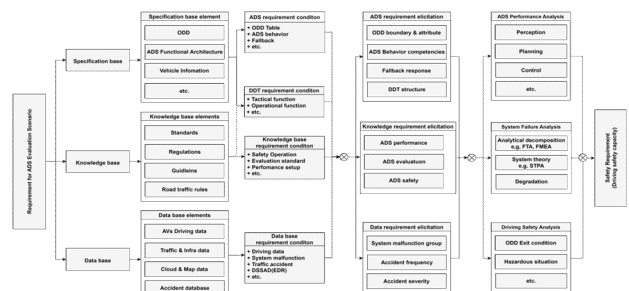 Requirement for ADS Evaluation Scenario
Specification base
Knowledge base
Data base
Specification base element
ODD
ADS Functional Architecture
Vehicle Infomation
etc.
Knowledge base elements
Standards
Regulations
Guidleins
Road traffic rules
Data base elements
AVs Driving data
Traffic & Infra data
Cloud & Map data
Accident database
ADS requirement conditon
+ ODD Table
+ ADS behavior
+ Fallback
+ etc.
DDT requirement conditon
+ Tactical function
+ Operational function
+ etc.
Knowledge base
requirement condition
+ Safety Operation
+ Evaluation standard
+ Perfomance setup
+ etc.
Data base
requirement conditon
+ Driving data
+ System malfunction
+ Traffic accident
+ DSSAD(EDR)
+ etc.
ADS requirement elicitation
ODD boundary & attribute
ADS Behavior competencies
Fallback response
DDT structure
Knowledge requirement elicitation
ADS performance
ADS evaluatuon
ADS safety
Data requirement elicitation
System malfunction group
Accident frequency
Accident severity
ADS Performance Analysis
Perception
Planning
Control
etc.
System Failure Analysis
Analytical decomposition
e.g, FTA, FMEA
System theory
e.g. STPA
Degradation
Driving Safety Analysis
ODD Exit condition
Hazardous situation
etc.
Safety Requirement
(Driving safety capacity)